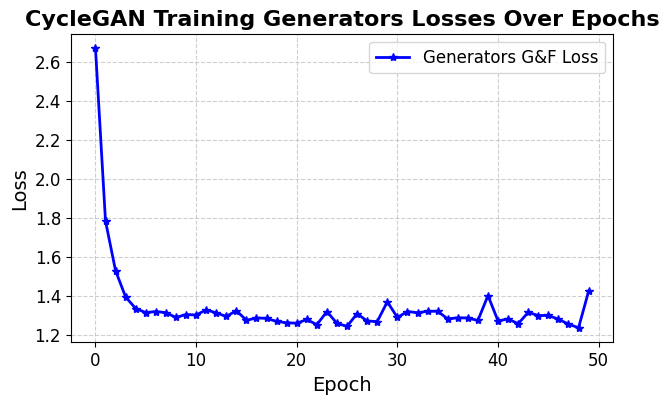 CycleGAN Training Generators Losses Over Epochs
Generators G&F Loss
Loss
2.6
2.4
2.2
2.0
1.8
1.6
1.4
1.2
0 10 20 30 40 50
Epoch